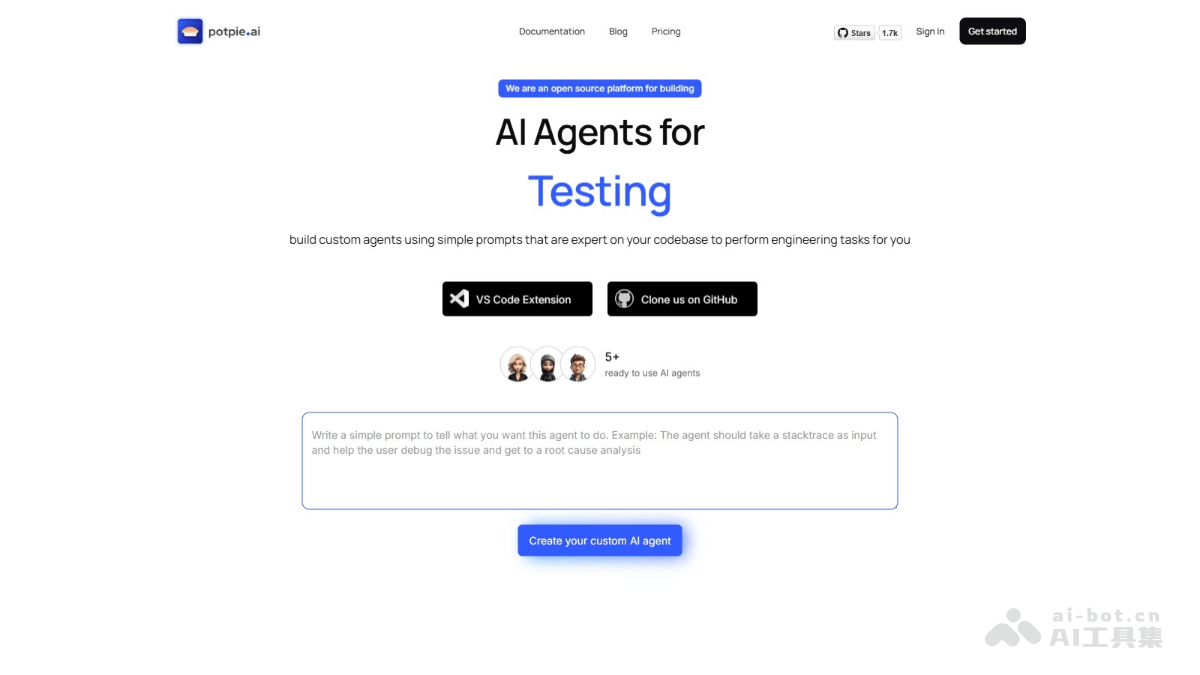 potpie.ai
Documentation Blog Pricing
Stars 1.7k Sign In Get started
We are an open source platform for building
AI Agents for
Testing
build custom agents using simple prompts that are expert on your codebase to perform engineering tasks for you
VS Code Extension
Clone us on GitHub
5+
ready to use AI agents
Write a simple prompt to tell what you want this agent to do. Example: The agent should take a stacktrace as input
and help the user debug the issue and get to a root cause analysis
Create your custom AI agent
ai-bot.cn
AI工具集